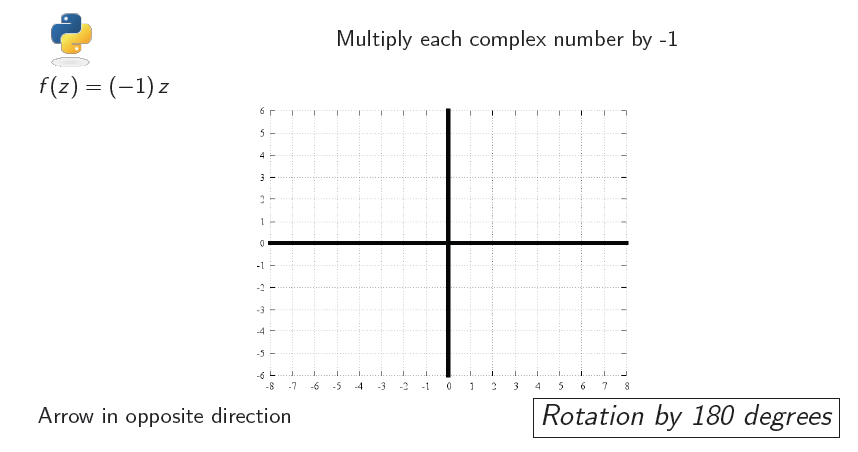 Multiply each complex number by -1
f(z) = (−1) z
6
5
4
3
2
1
0
-1
-2
-3
-4
-5
-6
-8 -7 -6 -5 -4 -3 -2 -1 0 1 2 3 4 5 6 7 8
Arrow in opposite direction
Rotation by 180 degrees